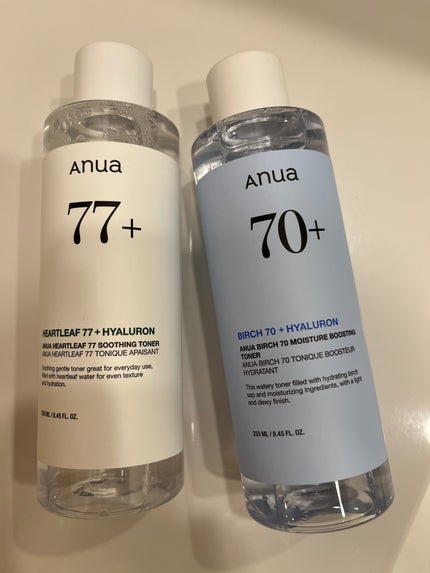 Anua
77+
HEARTLEAF 77 + HYALURON
ANUA HEARTLEAF 77 SOOTHING TONER
ANUA HEARTLEAF 77 TONIQUE APAISANT
Soothing gentle toner great for everyday use,
filled with heartleaf water for even texture
and hydration.
250 ML / 8.45 FL. OZ.
Anua
70+
BIRCH 70 + HYALURON
ANUA BIRCH 70 MOISTURE BOOSTING
TONER
ANUA BIRCH 70 TONIQUE BOOSTEUR
HYDRATANT
This watery toner filled with hydrating birch
sap and moisturizing ingredients, with a light
and dewy finish.
250 ML / 8.45 FL. OZ.